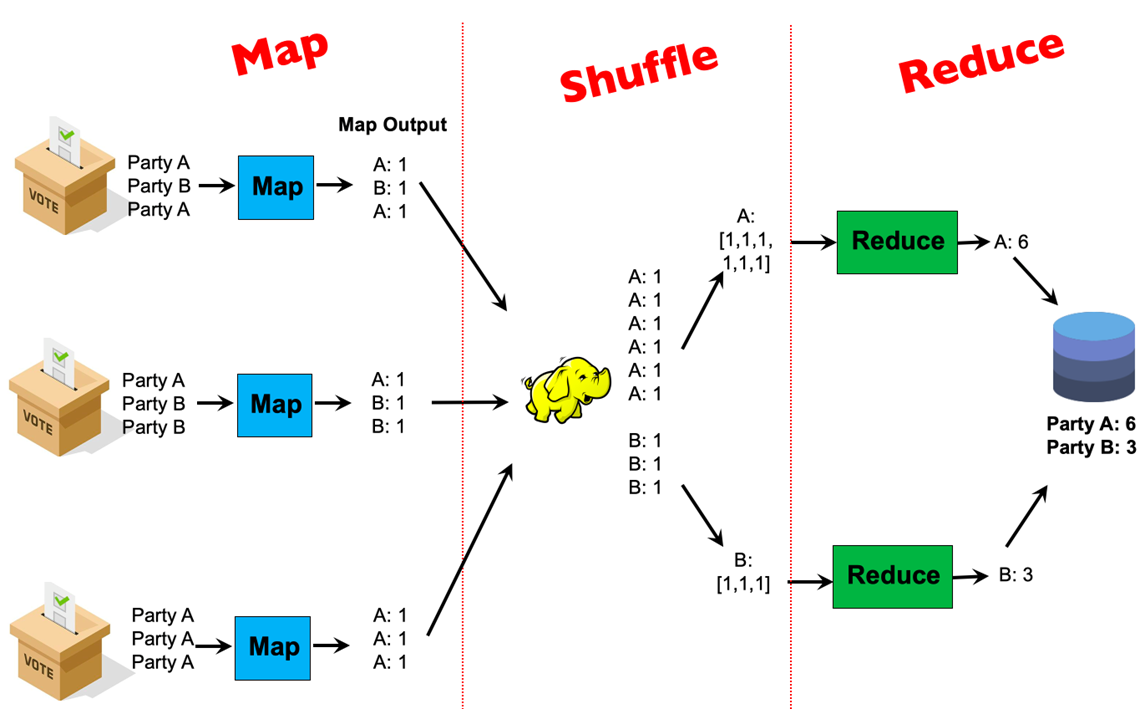 Map
Shuffle
Reduce
Map Output
VOTE
Party A
Party B
Party A
Map
A: 1
B: 1
A: 1
VOTE
Party A
Party B
Party B
Map
A: 1
B: 1
B: 1
VOTE
Party A
Party A
Party A
Map
A: 1
A: 1
A: 1
A: 1
A: 1
A: 1
A: 1
A: 1
A: 1
B: 1
B: 1
B: 1
A:
[1,1,1,
1,1,1]
B:
[1,1,1]
Reduce
A: 6
Reduce
B: 3
Party A: 6
Party B: 3